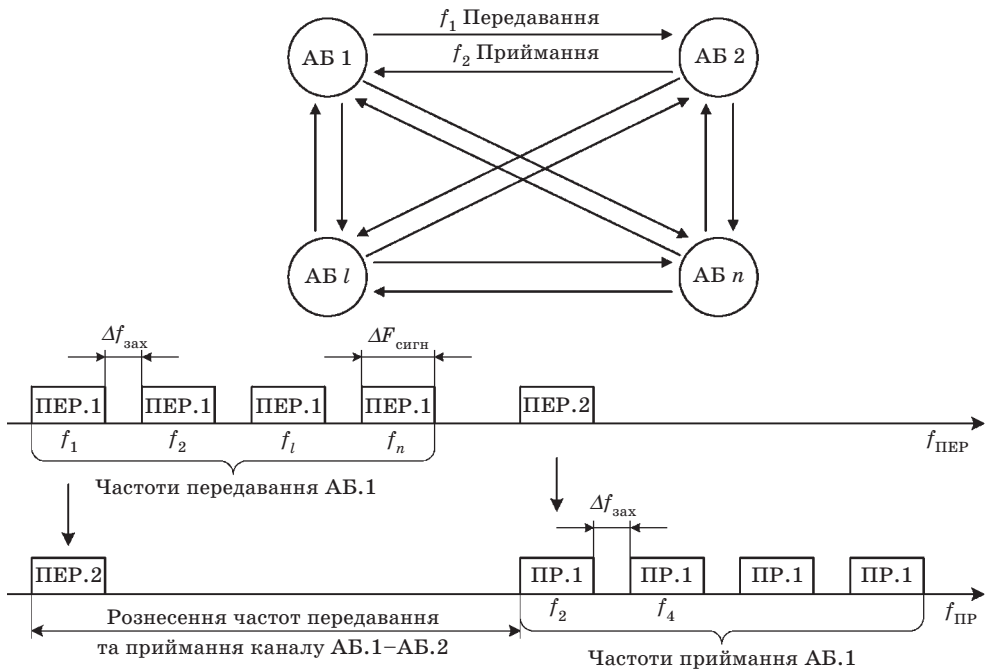 f₁ Передавання
АБ 1
АБ 2
f₂ Приймання
АБ l
АБ n
Δfзах
ΔFсигн
ПЕР.1 ПЕР.1 ПЕР.1 ПЕР.1 ПЕР.2
f₁ f₂ fl fn fПЕР
Частоти передавання АБ.1
Δfзах
ПЕР.2 ПР.1 ПР.1 ПР.1 ПР.1
f₂ f₄ fПР
Рознесення частот передавання
та приймання каналу АБ.1–АБ.2
Частоти приймання АБ.1